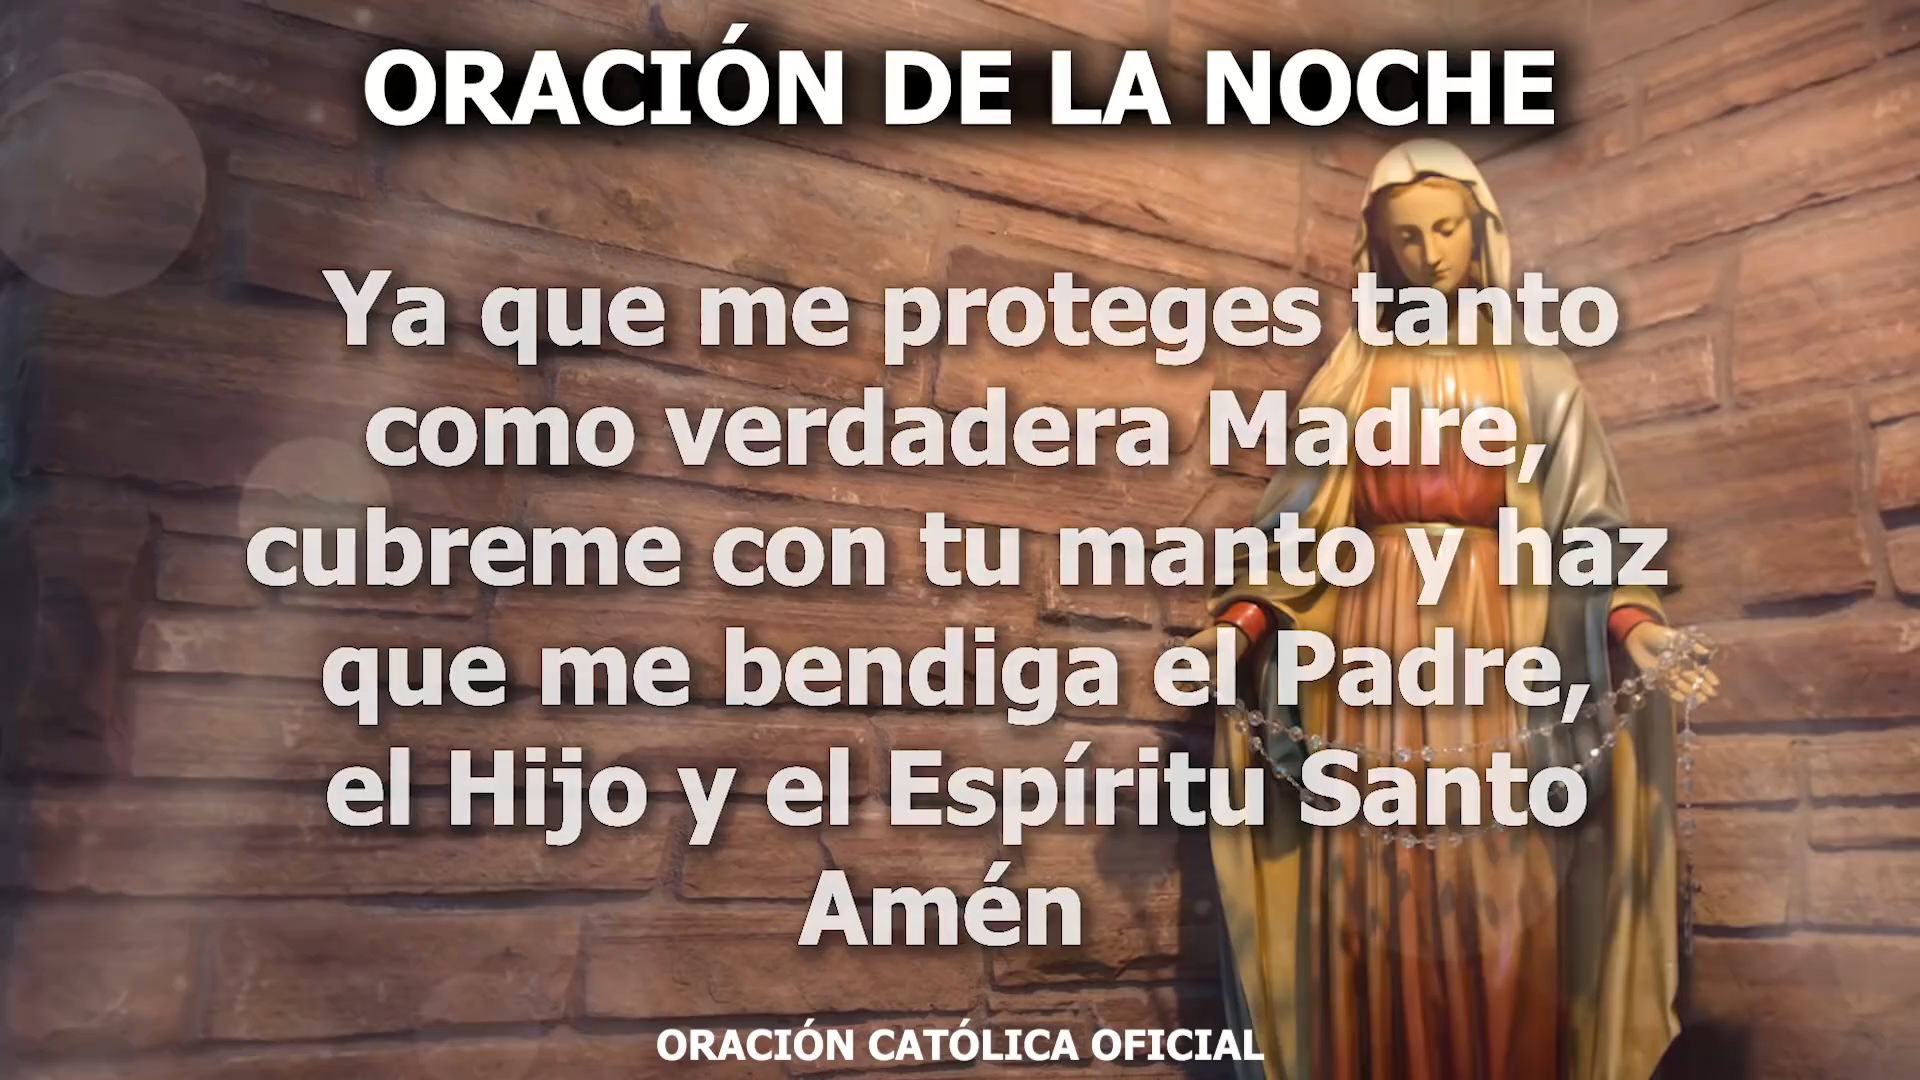 ORACIÓN DE LA NOCHE
Ya que me proteges tanto
como verdadera Madre,
cubreme con tu manto y haz
que me bendiga el Padre,
el Hijo y el Espíritu Santo
Amén
ORACIÓN CATÓLICA OFICIAL